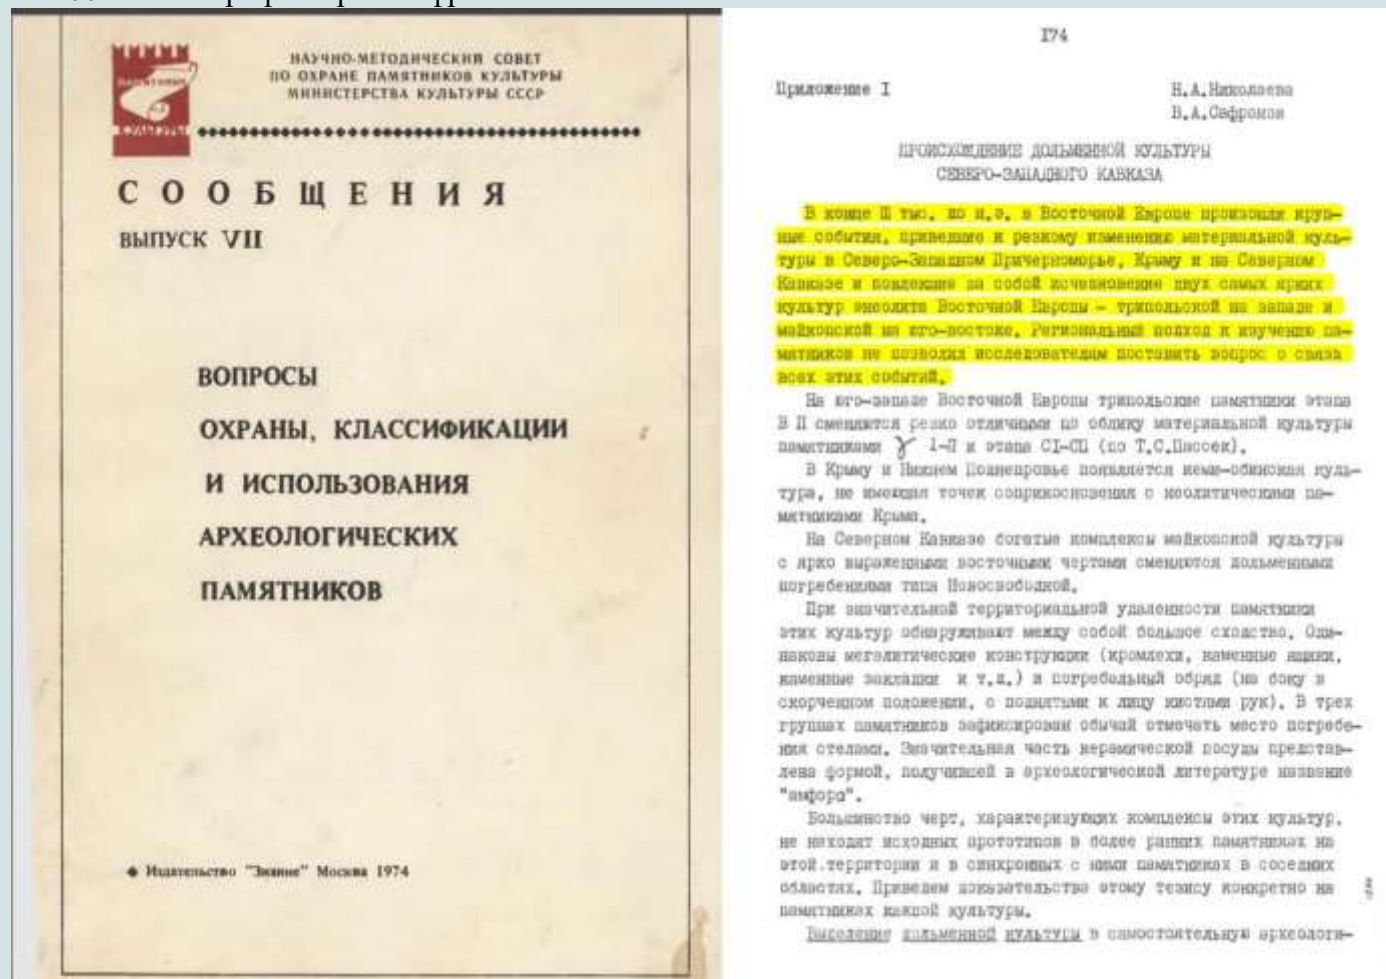 НАУЧНО-МЕТОДИЧЕСКИЙ СОВЕТ
ПО ОХРАНЕ ПАМЯТНИКОВ КУЛЬТУРЫ
МИНИСТЕРСТВА КУЛЬТУРЫ СССР
ПАМЯТНИКИ
КУЛЬТУРЫ
СООБЩЕНИЯ
ВЫПУСК VII
ВОПРОСЫ
ОХРАНЫ, КЛАССИФИКАЦИИ
И ИСПОЛЬЗОВАНИЯ
АРХЕОЛОГИЧЕСКИХ
ПАМЯТНИКОВ
Издательство "Знание" Москва 1974
174
Приложение I
Н.А.Николаева
В.А.Сафронов
ПРОИСХОЖДЕНИЕ ДОЛЬМЕННОЙ КУЛЬТУРЫ
СЕВЕРО-ЗАПАДНОГО КАВКАЗА
В конце Ш тыс. до н.э. в Восточной Европе произошли круп-
ные события, приведшие к резкому изменению материальной куль-
туры в Северо-Западном Причерноморье, Крыму и на Северном
Кавказе и повлекшие за собой исчезновение двух самых ярких
культур энеолита Восточной Европы – трипольской на западе и
майкопской на юго-востоке. Региональный подход к изучению па-
мятников не позволил исследователям поставить вопрос о связи
всех этих событий.
На юго-западе Восточной Европы трипольские памятники этапа
В П сменяются резко отличными по облику материальной культуры
памятниками γ I-П и этапа CI-CП (по Т.С.Пассек).
В Крыму и Нижнем Поднепровье появляется кеми-обинская куль-
тура, не имеющая точек соприкосновения с неолитическими па-
мятниками Крыма.
На Северном Кавказе богатые комплексы майкопской культуры
с ярко выраженными восточными чертами сменяются дольменными
погребениями типа Новосвободной.
При значительной территориальной удаленности памятники
этих культур обнаруживают между собой большое сходство. Оди-
наковы мегалитические конструкции (кромлехи, каменные ящики,
каменные закладки и т.д.) и погребальный обряд (на боку в
скорченном положении, с поднятыми к лицу кистями рук). В трех
группах памятников зафиксирован обычай отмечать место погребе-
ния стелами. Значительная часть керамической посуды представ-
лена формой, получившей в археологической литературе название
"амфора".
Большинство черт, характеризующих комплексы этих культур,
не находят исходных прототипов в более ранних памятниках на
этой территории и в синхронных с ними памятниках в соседних
областях. Приведем доказательства этому тезису конкретно на
памятниках каждой культуры.
Выделение дольменной культуры в самостоятельную археологи-